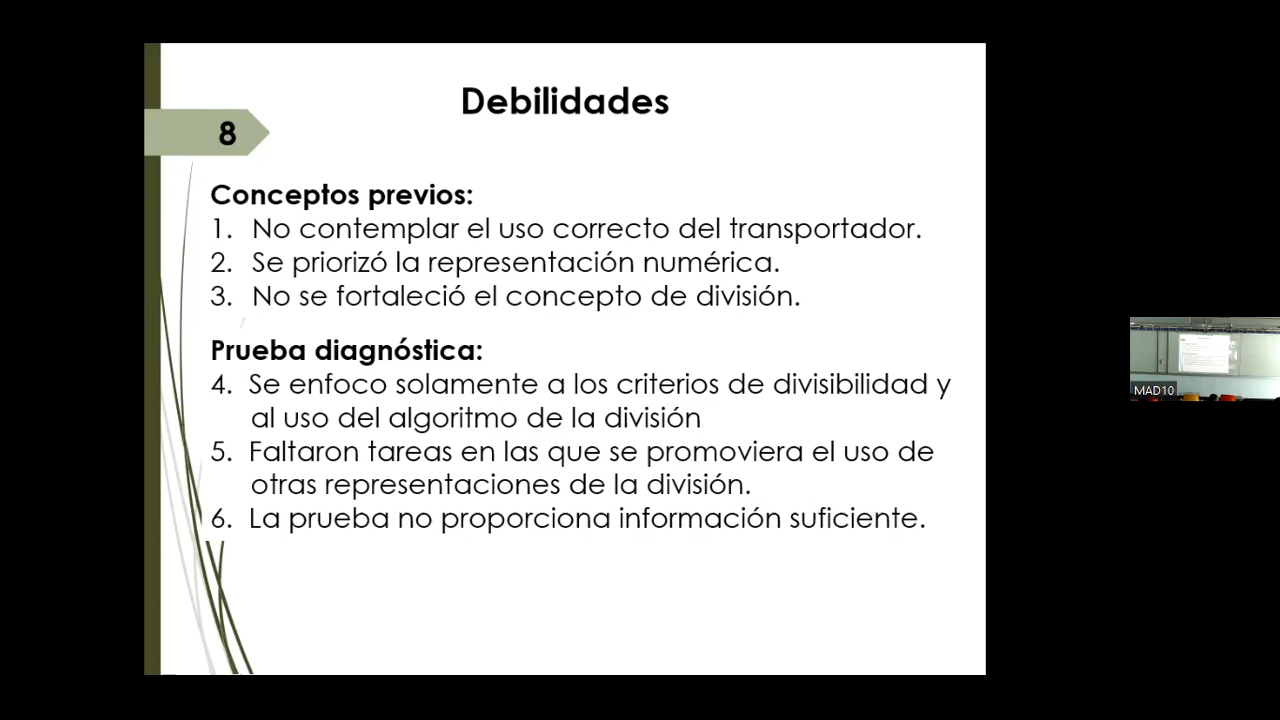 Debilidades
8
Conceptos previos:
1. No contemplar el uso correcto del transportador.
2. Se priorizó la representación numérica.
3. No se fortaleció el concepto de división.
Prueba diagnóstica:
4. Se enfoco solamente a los criterios de divisibilidad y
al uso del algoritmo de la división
5. Faltaron tareas en las que se promoviera el uso de
otras representaciones de la división.
6. La prueba no proporciona información suficiente.
MAD10